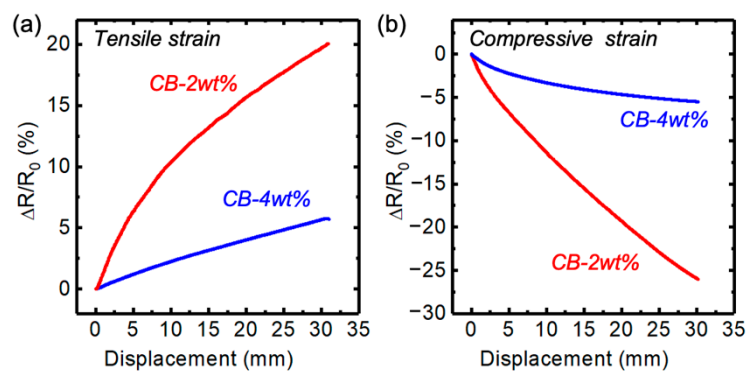 (a)
Tensile strain
CB-2wt%
CB-4wt%
ΔR/R0 (%)
20
15
10
5
0
0 5 10 15 20 25 30 35
Displacement (mm)
(b)
Compressive strain
CB-4wt%
CB-2wt%
ΔR/R0 (%)
0
−5
−10
−15
−20
−25
−30
0 5 10 15 20 25 30 35
Displacement (mm)